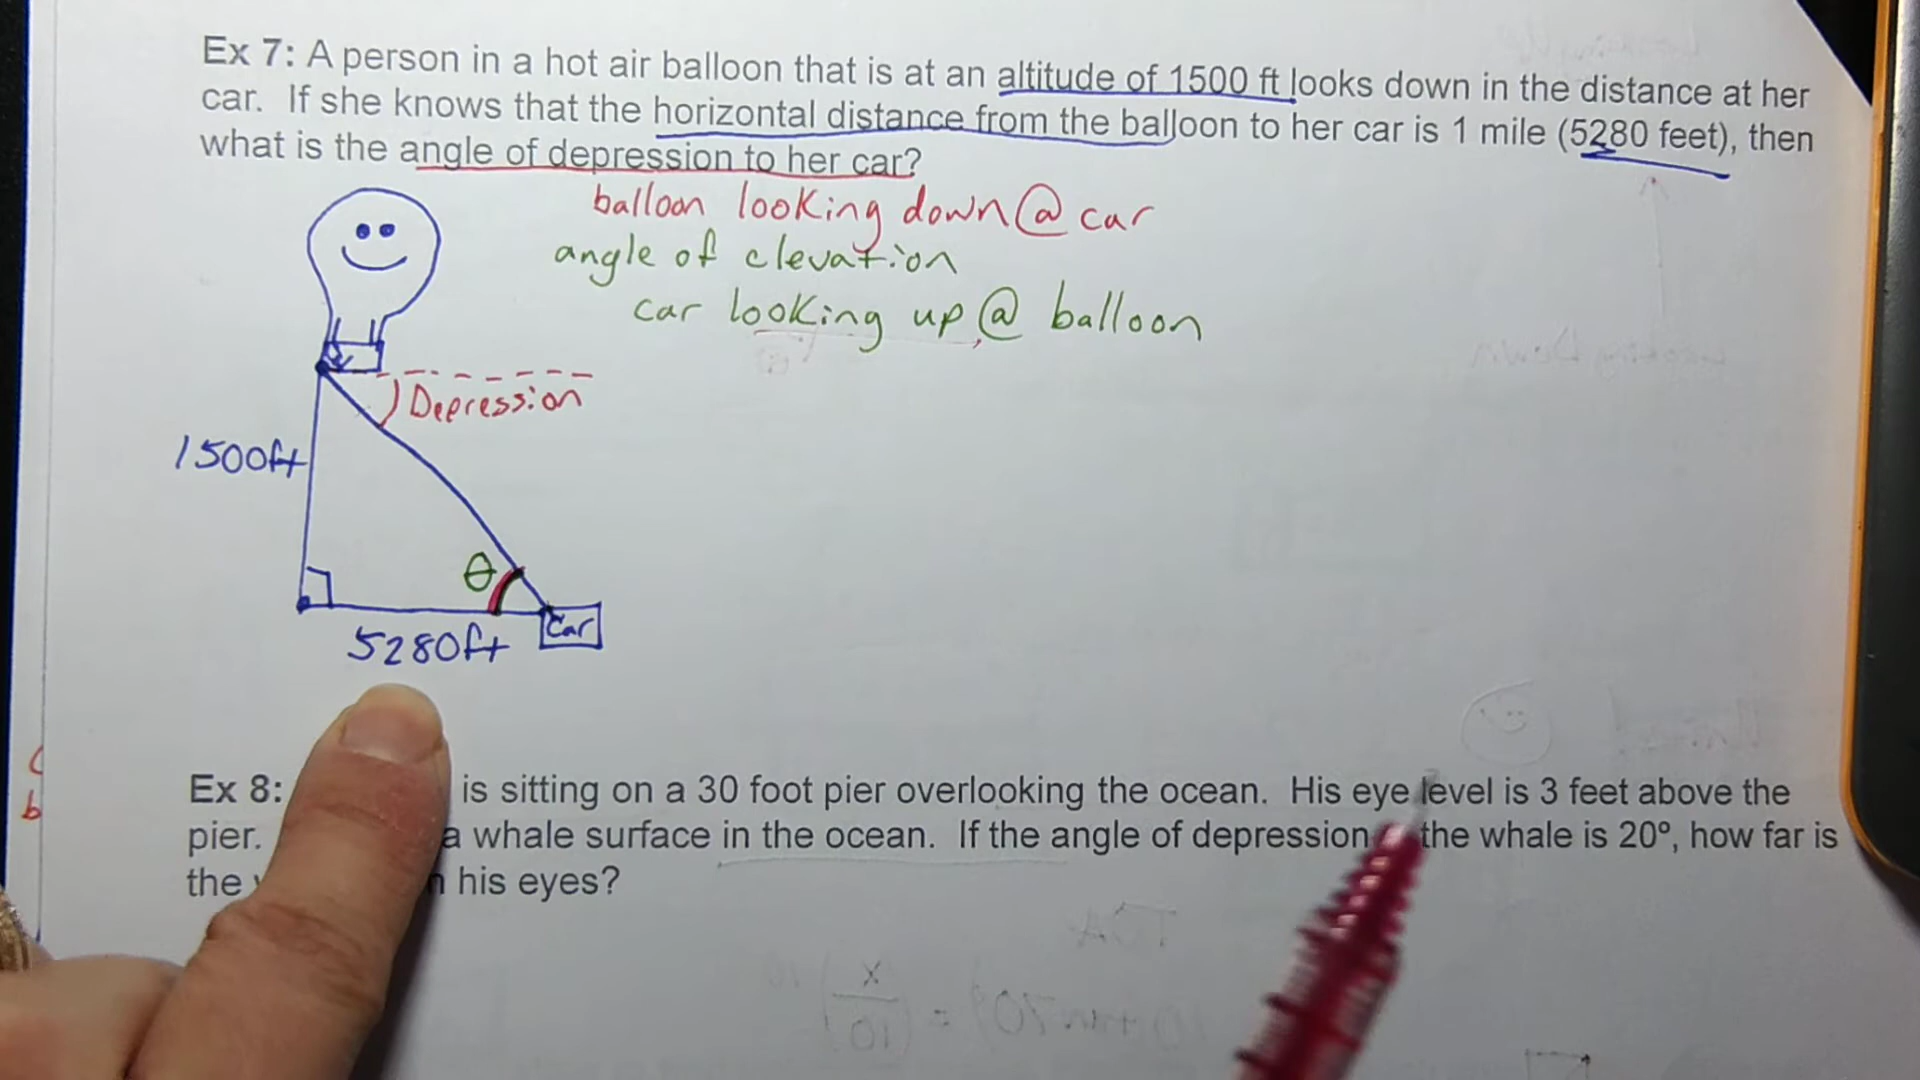 Ex 7: A person in a hot air balloon that is at an altitude of 1500 ft looks down in the distance at her
car. If she knows that the horizontal distance from the balloon to her car is 1 mile (5280 feet), then
what is the angle of depression to her car?
balloon looking down @ car
angle of elevation
car looking up @ balloon
Depression
1500ft
θ
Car
5280ft
Ex 8: is sitting on a 30 foot pier overlooking the ocean. His eye level is 3 feet above the
pier. a whale surface in the ocean. If the angle of depression the whale is 20º, how far is
the his eyes?
b